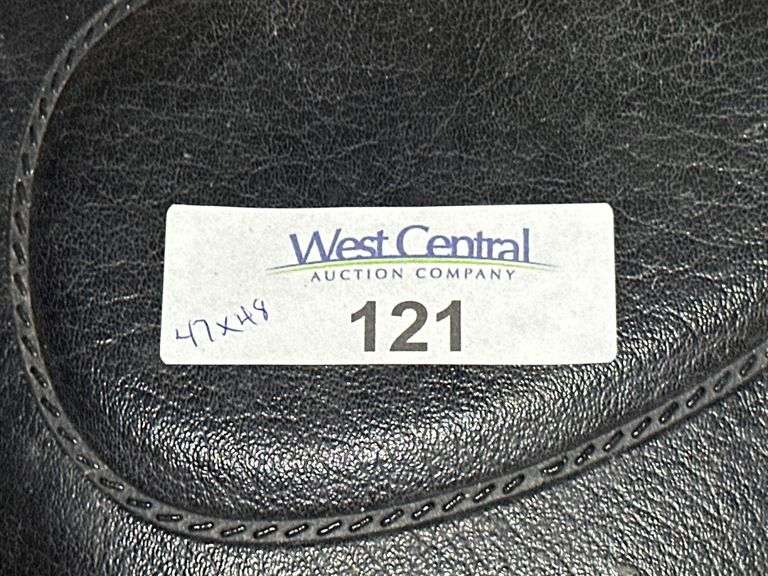 West Central
AUCTION COMPANY
47x48
121